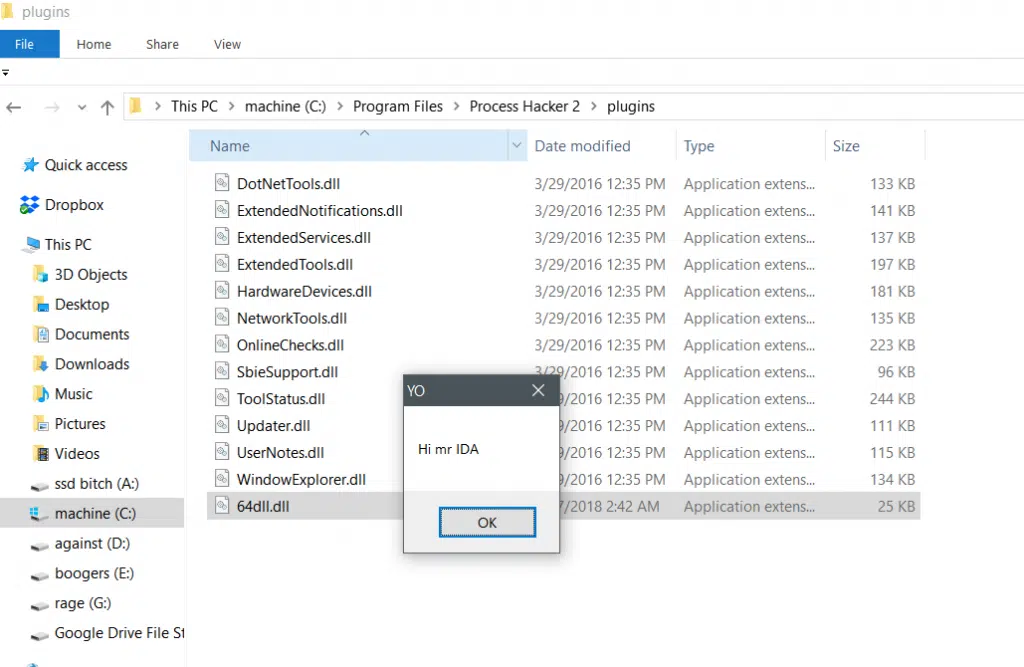 plugins
File Home Share View
This PC machine (C:) Program Files Process Hacker 2 plugins
Name Date modified Type Size
Quick access
Dropbox
This PC
3D Objects
Desktop
Documents
Downloads
Music
Pictures
Videos
ssd bitch (A:)
machine (C:)
against (D:)
boogers (E:)
rage (G:)
Google Drive File St
DotNetTools.dll 3/29/2016 12:35 PM Application extens... 133 KB
ExtendedNotifications.dll 3/29/2016 12:35 PM Application extens... 141 KB
ExtendedServices.dll 3/29/2016 12:35 PM Application extens... 137 KB
ExtendedTools.dll 3/29/2016 12:35 PM Application extens... 197 KB
HardwareDevices.dll 3/29/2016 12:35 PM Application extens... 181 KB
NetworkTools.dll 3/29/2016 12:35 PM Application extens... 135 KB
OnlineChecks.dll 3/29/2016 12:35 PM Application extens... 223 KB
SbieSupport.dll 3/29/2016 12:35 PM Application extens... 96 KB
ToolStatus.dll 9/2016 12:35 PM Application extens... 244 KB
Updater.dll 9/2016 12:35 PM Application extens... 111 KB
UserNotes.dll 9/2016 12:35 PM Application extens... 115 KB
WindowExplorer.dll 9/2016 12:35 PM Application extens... 134 KB
64dll.dll 7/2018 2:42 AM Application extens... 25 KB
YO
Hi mr IDA
OK